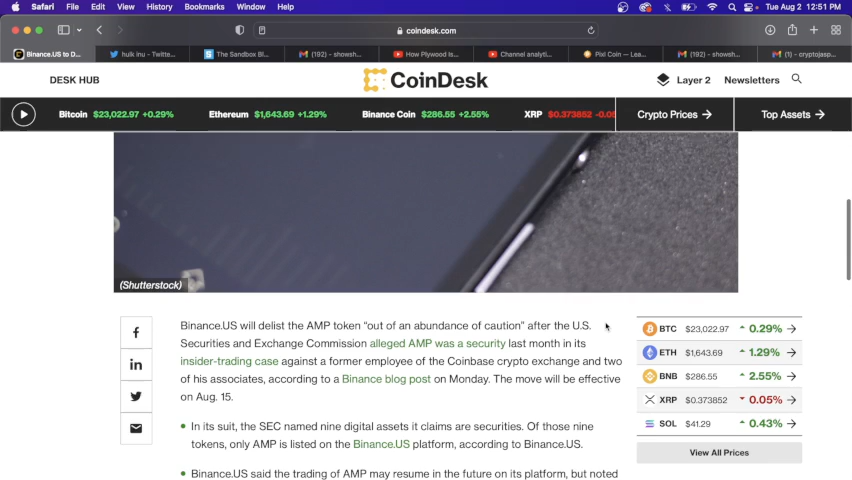 Safari File Edit View History Bookmarks Window Help Tue Aug 2 12:51 PM
coindesk.com
Binance.US to D... hulk inu - Twitte... The Sandbox Bl... (192) – showsh... How Plywood Is... Channel analyti... Pixl Coin — Lea... (192) – showsh... (1) – cryptojasp...
DESK HUB CoinDesk Layer 2 Newsletters
Bitcoin $23,022.97 +0.29% Ethereum $1,643.69 +1.29% Binance Coin $286.55 +2.55% XRP $0.373852 -0.05 Crypto Prices → Top Assets →
(Shutterstock)
Binance.US will delist the AMP token “out of an abundance of caution” after the U.S.
Securities and Exchange Commission alleged AMP was a security last month in its
insider-trading case against a former employee of the Coinbase crypto exchange and two
of his associates, according to a Binance blog post on Monday. The move will be effective
on Aug. 15.
• In its suit, the SEC named nine digital assets it claims are securities. Of those nine
tokens, only AMP is listed on the Binance.US platform, according to Binance.US.
• Binance.US said the trading of AMP may resume in the future on its platform, but noted
BTC $23,022.97 0.29% →
ETH $1,643.69 1.29% →
BNB $286.55 2.55% →
XRP $0.373852 0.05% →
SOL $41.29 0.43% →
View All Prices